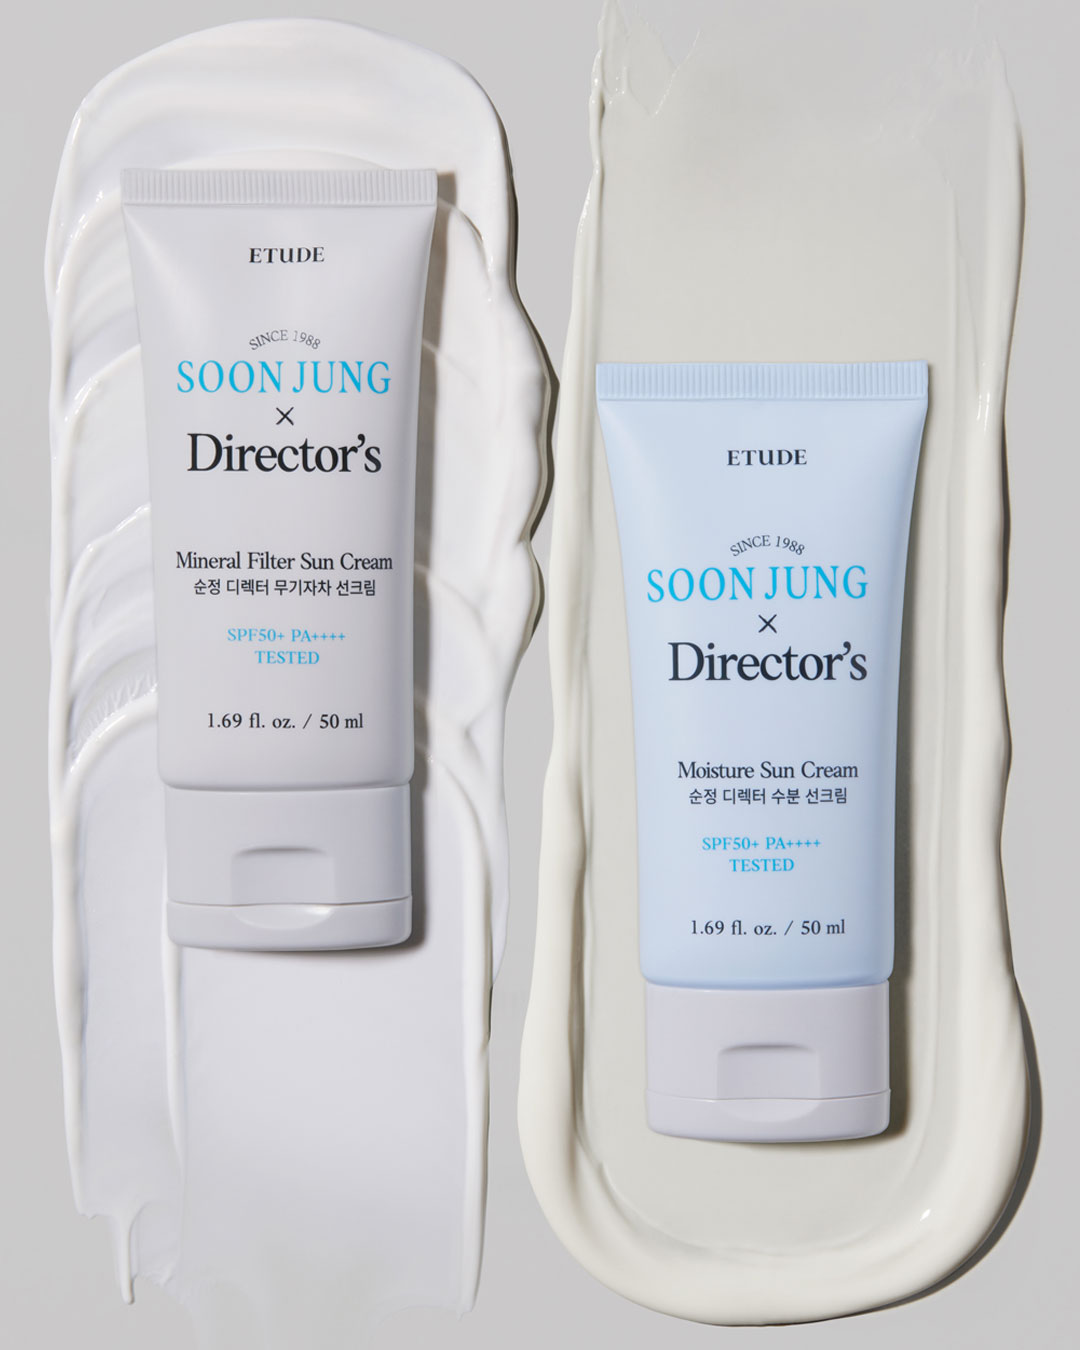 ETUDE
SINCE 1988
SOON JUNG
×
Director's
Mineral Filter Sun Cream
순정 디렉터 무기자차 선크림
SPF50+ PA++++
TESTED
1.69 fl. oz. / 50 ml
ETUDE
SINCE 1988
SOON JUNG
×
Director's
Moisture Sun Cream
순정 디렉터 수분 선크림
SPF50+ PA++++
TESTED
1.69 fl. oz. / 50 ml